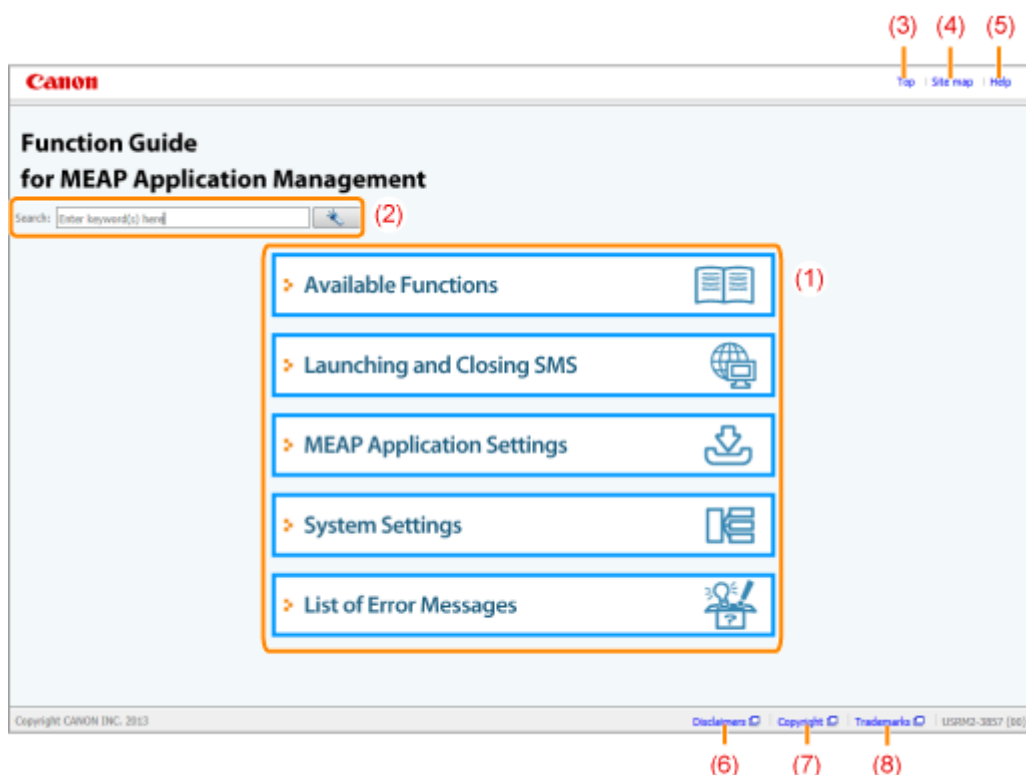 (3) (4) (5)
Canon
Top Site map Help
Function Guide
for MEAP Application Management
Search: Enter keyword(s) here (2)
Available Functions (1)
Launching and Closing SMS
MEAP Application Settings
System Settings
List of Error Messages
?
Copyright CANON INC. 2013 Disclaimers Copyright Trademarks USRM2-3857 (00)
(6) (7) (8)